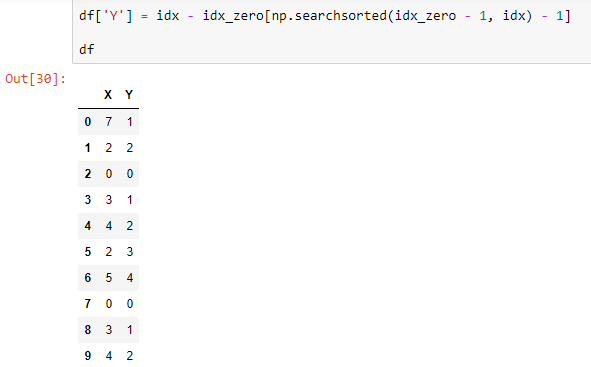 df['Y'] = idx - idx_zero[np.searchsorted(idx_zero - 1, idx) - 1]
df
Out[30]:
X Y
0 7 1
1 2 2
2 0 0
3 3 1
4 4 2
5 2 3
6 5 4
7 0 0
8 3 1
9 4 2